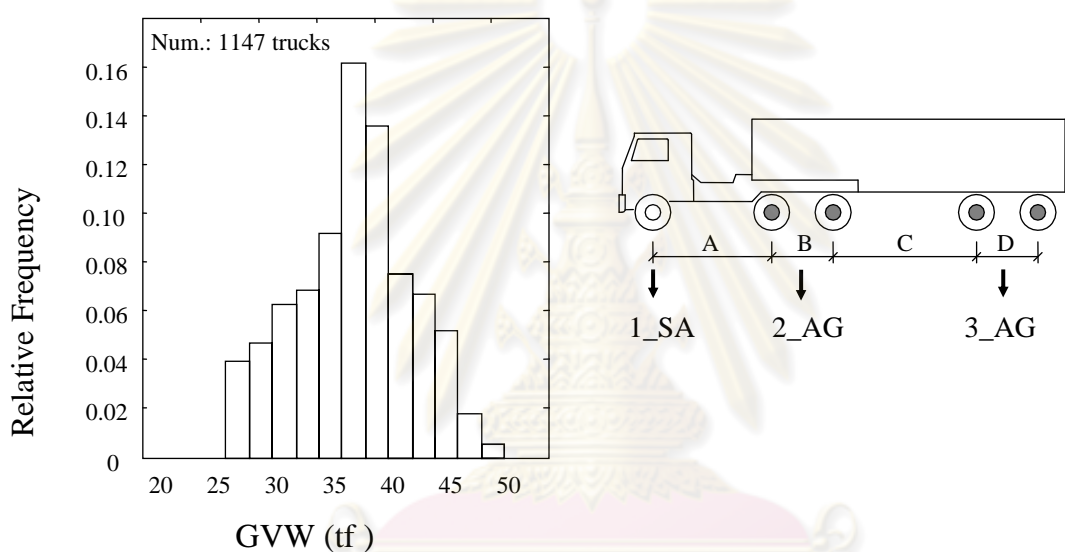 Num.: 1147 trucks
Relative Frequency
0.16
0.14
0.12
0.10
0.08
0.06
0.04
0.02
0
20 25 30 35 40 45 50
GVW (tf )
A B C D
1_SA 2_AG 3_AG